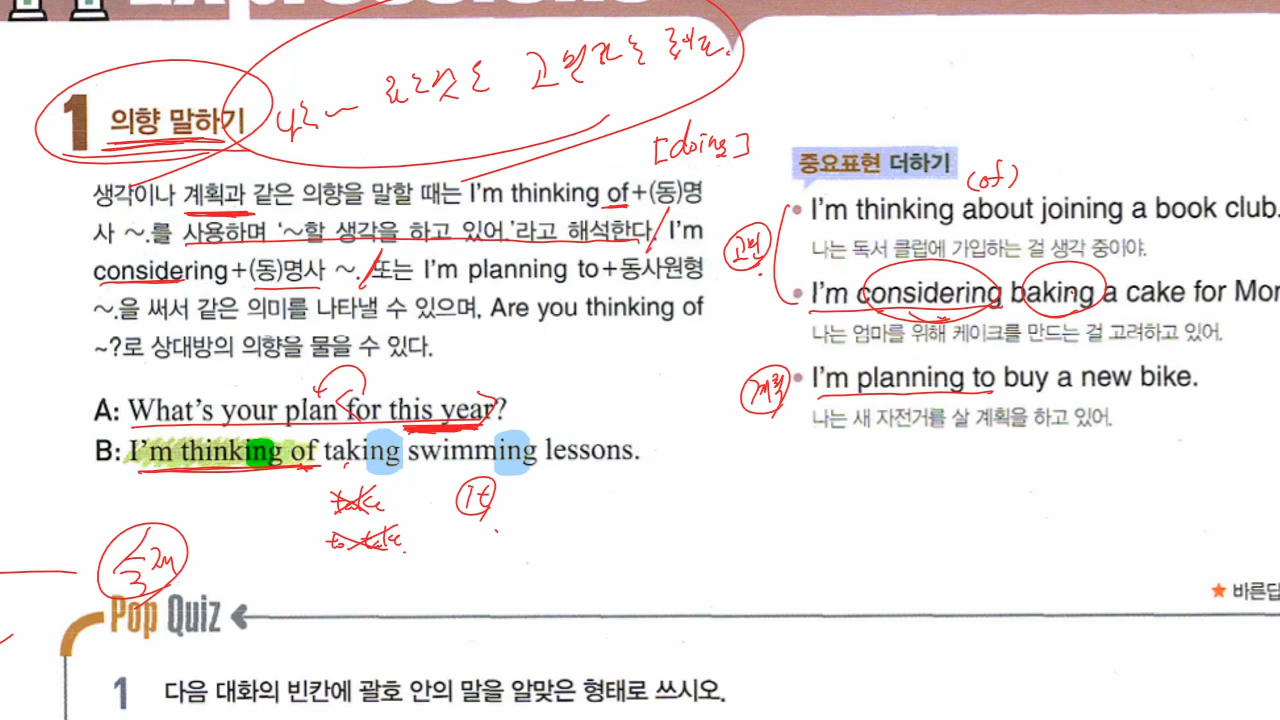 Expressions
1 의향 말하기
[doing]
생각이나 계획과 같은 의향을 말할 때는 I'm thinking of+(동)명
사 ~.를 사용하며 '~할 생각을 하고 있어.'라고 해석한다. I'm
considering+(동)명사 ~. 또는 I'm planning to+동사원형
~.을 써서 같은 의미를 나타낼 수 있으며, Are you thinking of
~?로 상대방의 의향을 물을 수 있다.
A: What's your plan for this year?
B: I'm thinking of taking swimming lessons.
take
to take.
중요표현 더하기
(of)
• I'm thinking about joining a book club.
나는 독서 클럽에 가입하는 걸 생각 중이야.
• I'm considering baking a cake for Mom
나는 엄마를 위해 케이크를 만드는 걸 고려하고 있어.
계획
• I'm planning to buy a new bike.
나는 새 자전거를 살 계획을 하고 있어.
★ 바른답
Pop Quiz
1 다음 대화의 빈칸에 괄호 안의 말을 알맞은 형태로 쓰시오.